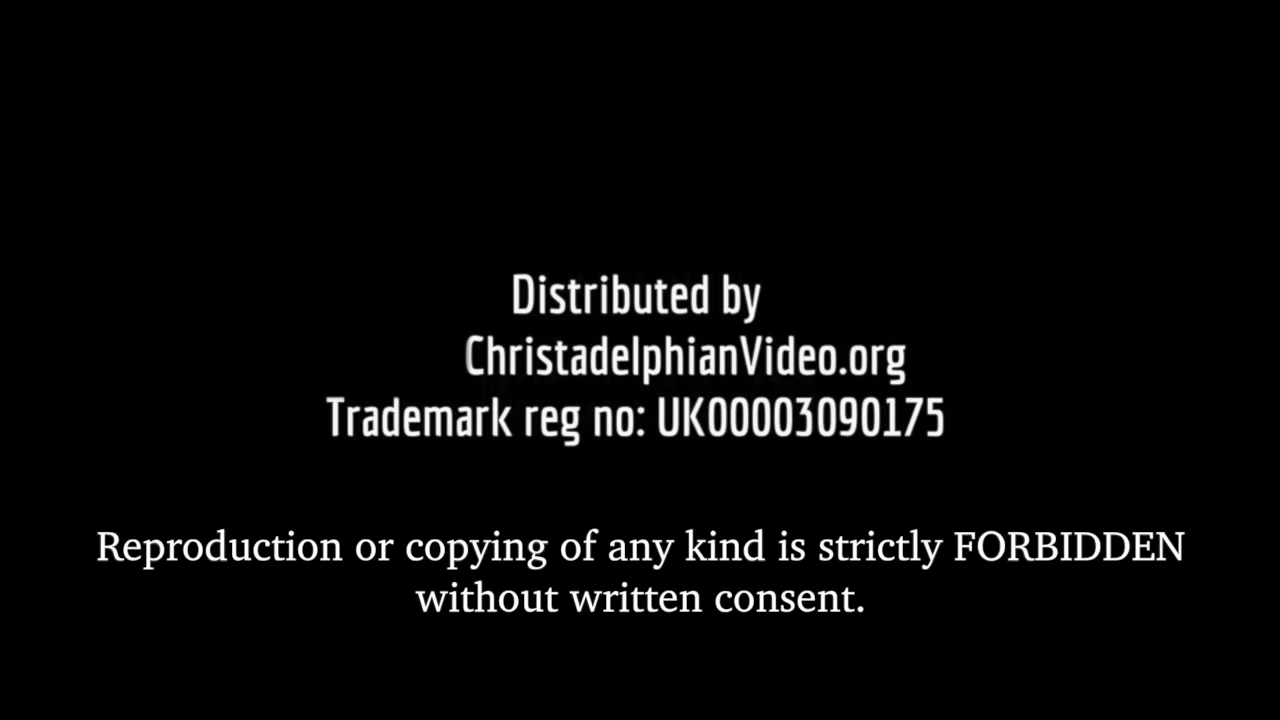 Distributed by
ChristadelphianVideo.org
Trademark reg no: UK00003090175
Reproduction or copying of any kind is strictly FORBIDDEN
without written consent.